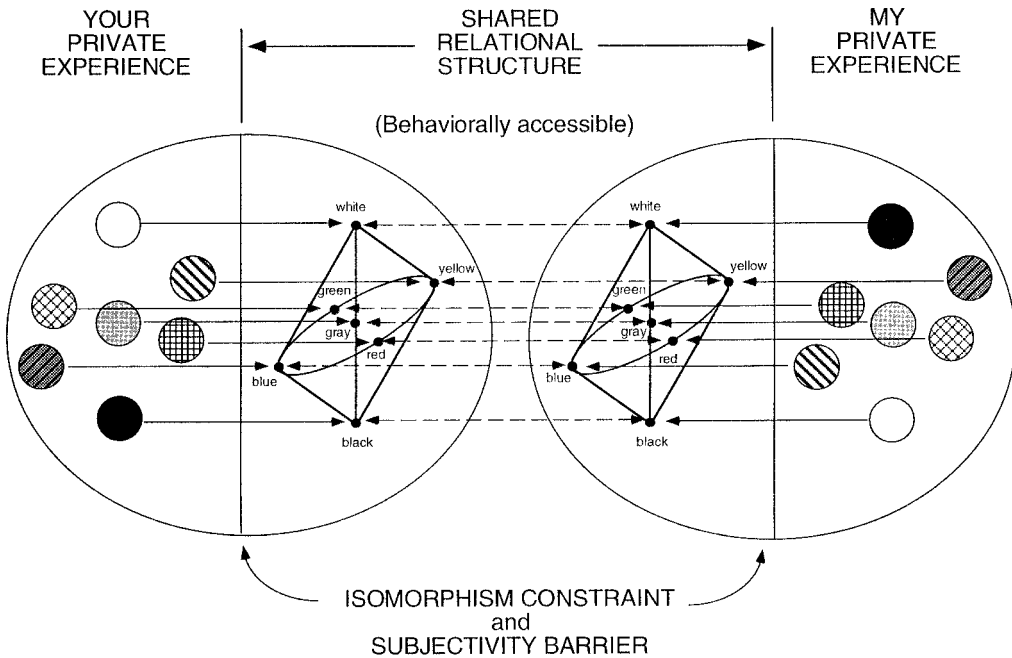 YOUR
PRIVATE
EXPERIENCE
SHARED
RELATIONAL
STRUCTURE
MY
PRIVATE
EXPERIENCE
(Behaviorally accessible)
white
yellow
green
gray
red
blue
black
white
yellow
green
gray
red
blue
black
ISOMORPHISM CONSTRAINT
and
SUBJECTIVITY BARRIER